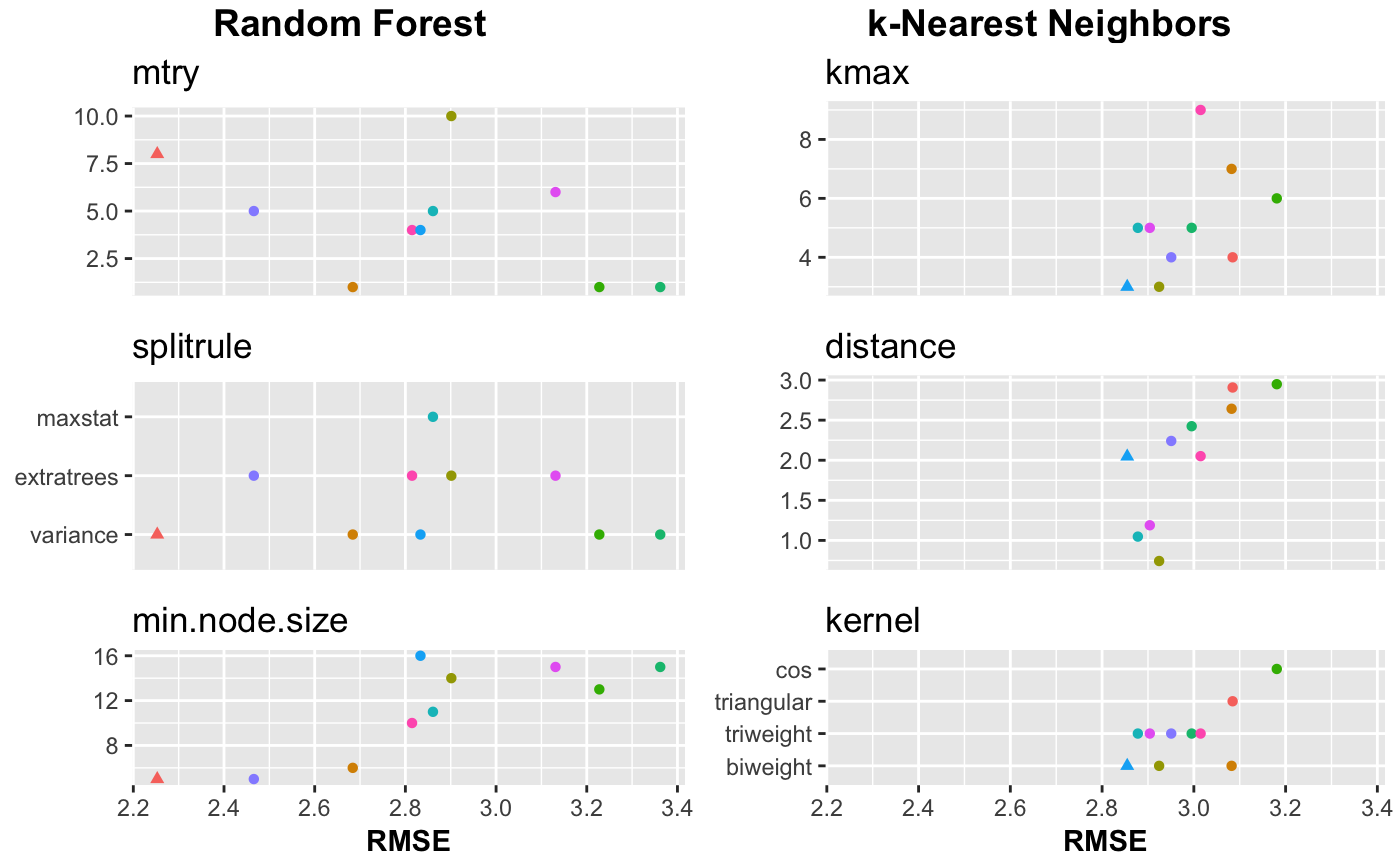 Random Forest
mtry
10.0
7.5
5.0
2.5
splitrule
maxstat
extratrees
variance
min.node.size
16
12
8
2.2 2.4 2.6 2.8 3.0 3.2 3.4
RMSE
k-Nearest Neighbors
kmax
8
6
4
distance
3.0
2.5
2.0
1.5
1.0
kernel
cos
triangular
triweight
biweight
2.2 2.4 2.6 2.8 3.0 3.2 3.4
RMSE